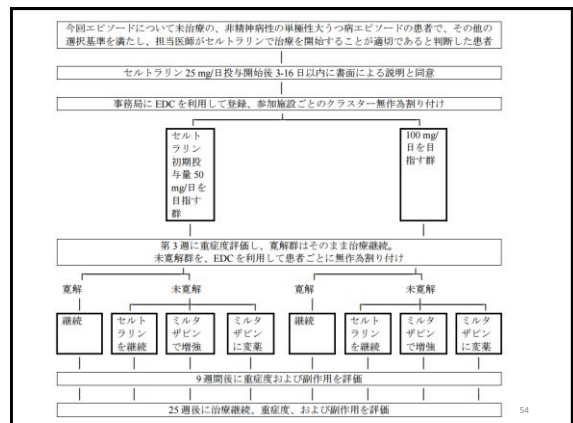 今回エピソードについて未治療の、非精神病性の単極性大うつ病エピソードの患者で、その他の
選択基準を満たし、担当医師がセルトラリンで治療を開始することが適切であると判断した患者
セルトラリン 25 mg/日投与開始後 3-16 日以内に書面による説明と同意
事務局に EDC を利用して登録、参加施設ごとのクラスター無作為割り付け
セルト
ラリン
初期投
与量 50
mg/日を
目指す
群
100 mg/
日を目
指す群
第 3 週に重症度評価し、寛解群はそのまま治療継続。
未寛解群を、EDC を利用して患者ごとに無作為割り付け
寛解
未寛解
寛解
未寛解
継続
セルト
ラリン
を継続
ミルタ
ザピン
で増強
ミルタ
ザピン
に変薬
継続
セルト
ラリン
を継続
ミルタ
ザピン
で増強
ミルタ
ザピン
に変薬
9 週間後に重症度および副作用を評価
25 週後に治療継続、重症度、および副作用を評価
54